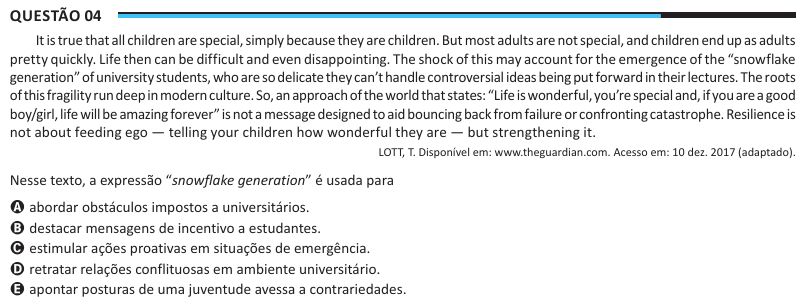 QUESTÃO 04
It is true that all children are special, simply because they are children. But most adults are not special, and children end up as adults
pretty quickly. Life then can be difficult and even disappointing. The shock of this may account for the emergence of the “snowflake
generation” of university students, who are so delicate they can’t handle controversial ideas being put forward in their lectures. The roots
of this fragility run deep in modern culture. So, an approach of the world that states: “Life is wonderful, you’re special and, if you are a good
boy/girl, life will be amazing forever” is not a message designed to aid bouncing back from failure or confronting catastrophe. Resilience is
not about feeding ego — telling your children how wonderful they are — but strengthening it.
LOTT, T. Disponível em: www.theguardian.com. Acesso em: 10 dez. 2017 (adaptado).
Nesse texto, a expressão “snowflake generation” é usada para
A abordar obstáculos impostos a universitários.
B destacar mensagens de incentivo a estudantes.
C estimular ações proativas em situações de emergência.
D retratar relações conflituosas em ambiente universitário.
E apontar posturas de uma juventude avessa a contrariedades.